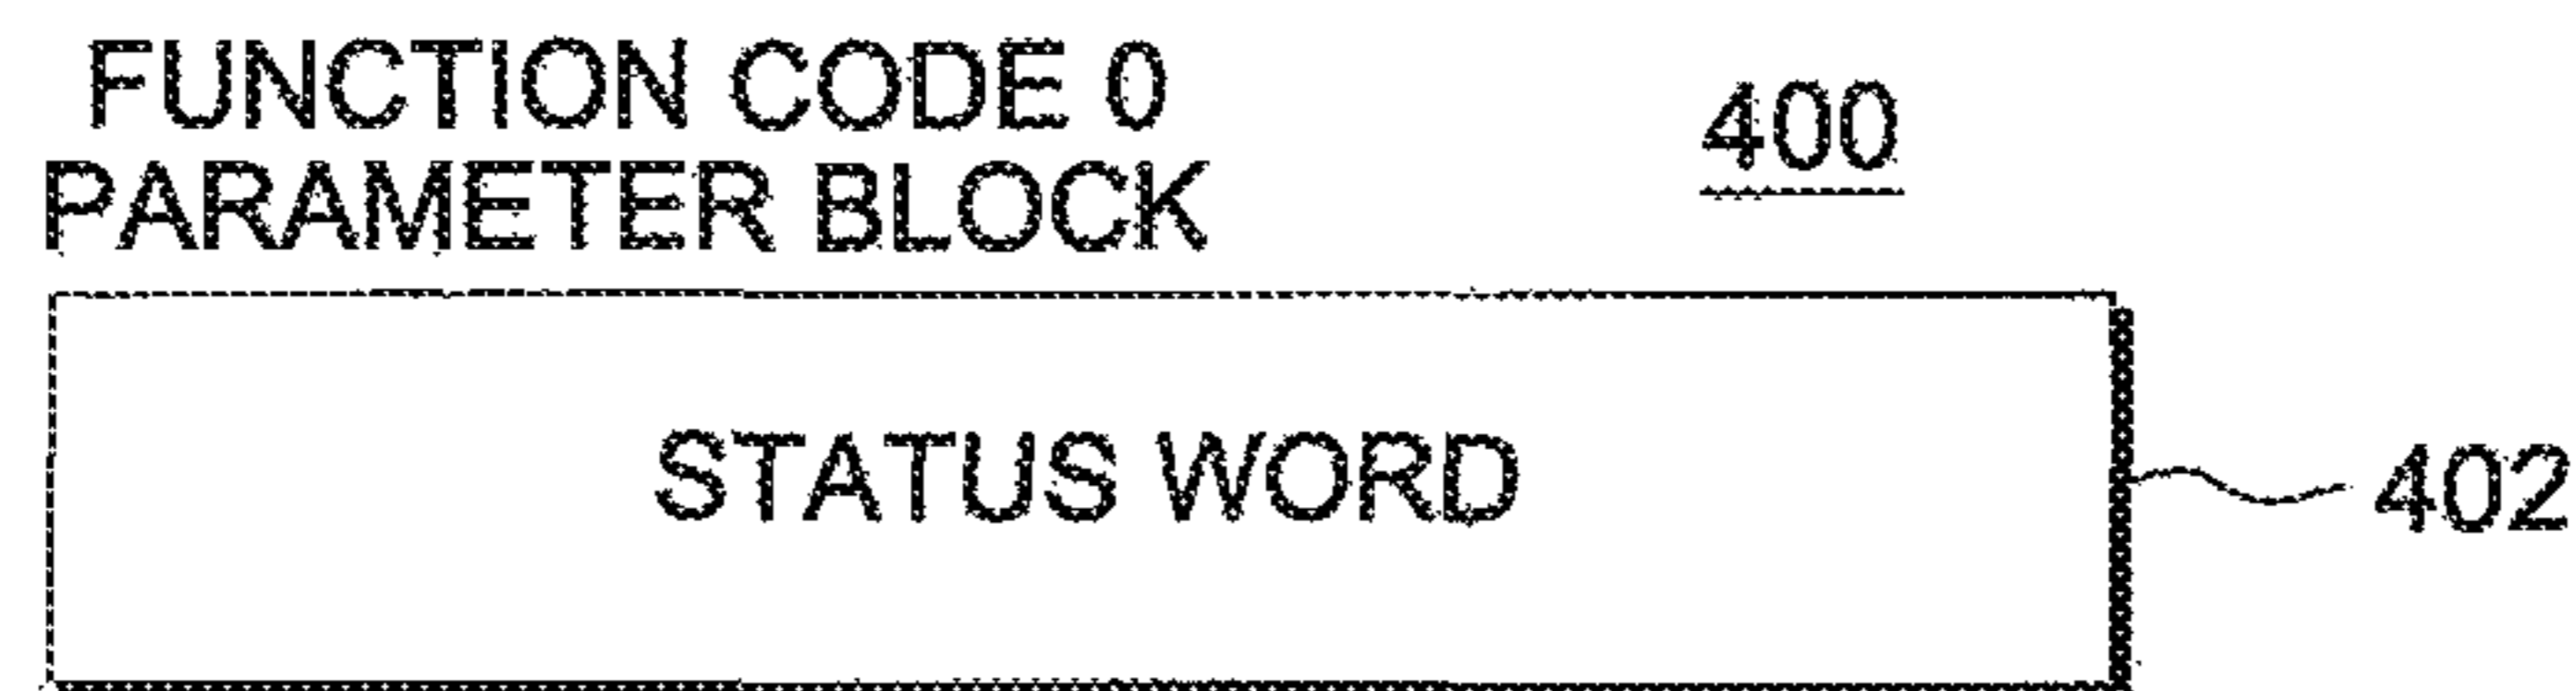 FUNCTION CODE 0
PARAMETER BLOCK
400
STATUS WORD
402